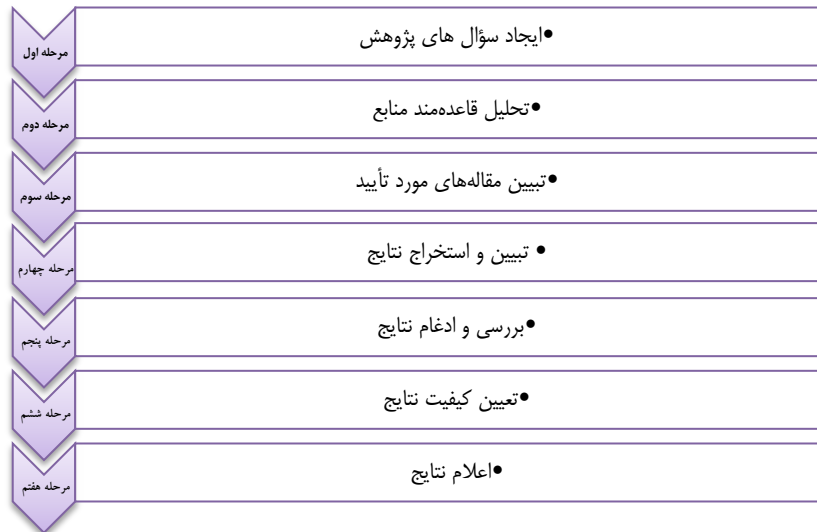 مرحله اول
•ایجاد سؤال های پژوهش
مرحله دوم
•تحلیل قاعده‌مند منابع
مرحله سوم
•تبیین مقاله‌های مورد تأیید
مرحله چهارم
• تبیین و استخراج نتایج
مرحله پنجم
•بررسی و ادغام نتایج
مرحله ششم
•تعیین کیفیت نتایج
مرحله هفتم
•اعلام نتایج